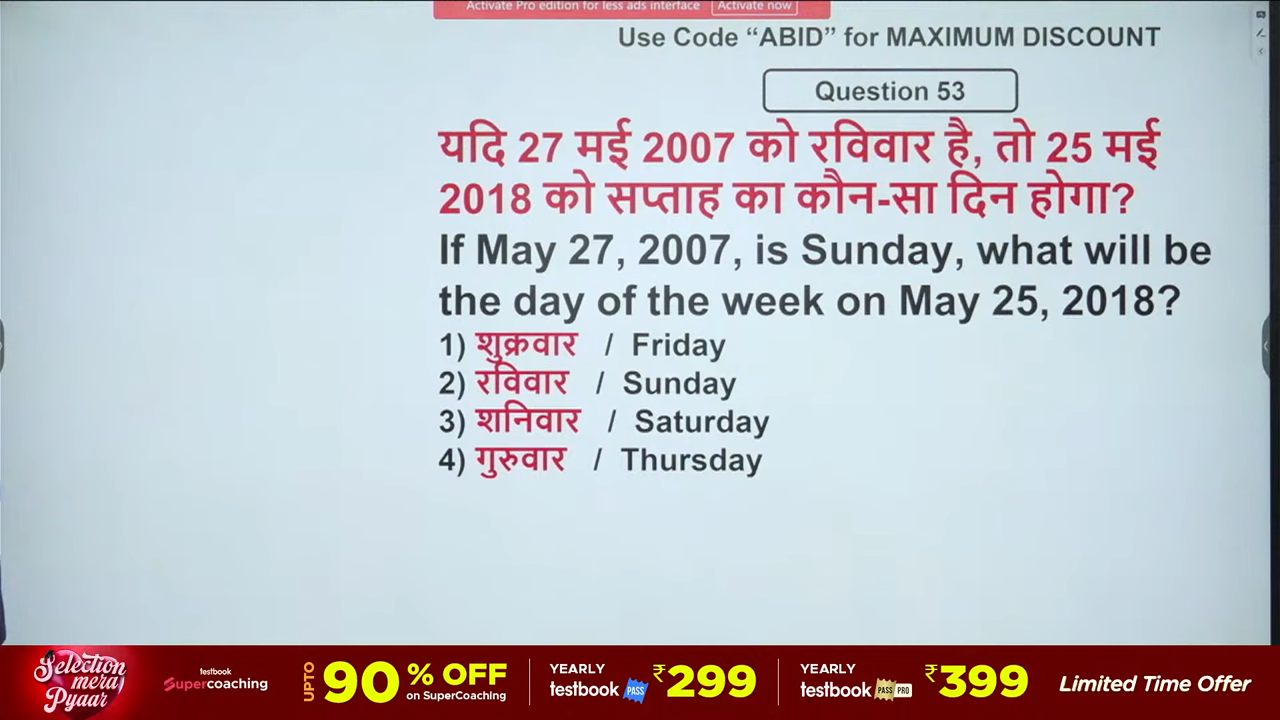 Activate Pro edition for less ads interface Activate now
Use Code “ABID” for MAXIMUM DISCOUNT
Question 53
यदि 27 मई 2007 को रविवार है, तो 25 मई
2018 को सप्ताह का कौन-सा दिन होगा?
If May 27, 2007, is Sunday, what will be
the day of the week on May 25, 2018?
1) शुक्रवार / Friday
2) रविवार / Sunday
3) शनिवार / Saturday
4) गुरुवार / Thursday
Selection
mera
Pyaar
testbook
Supercoaching
UPTO 90% OFF
on SuperCoaching
YEARLY
testbook PASS
₹299
YEARLY
testbook PASS PRO
₹399
Limited Time Offer